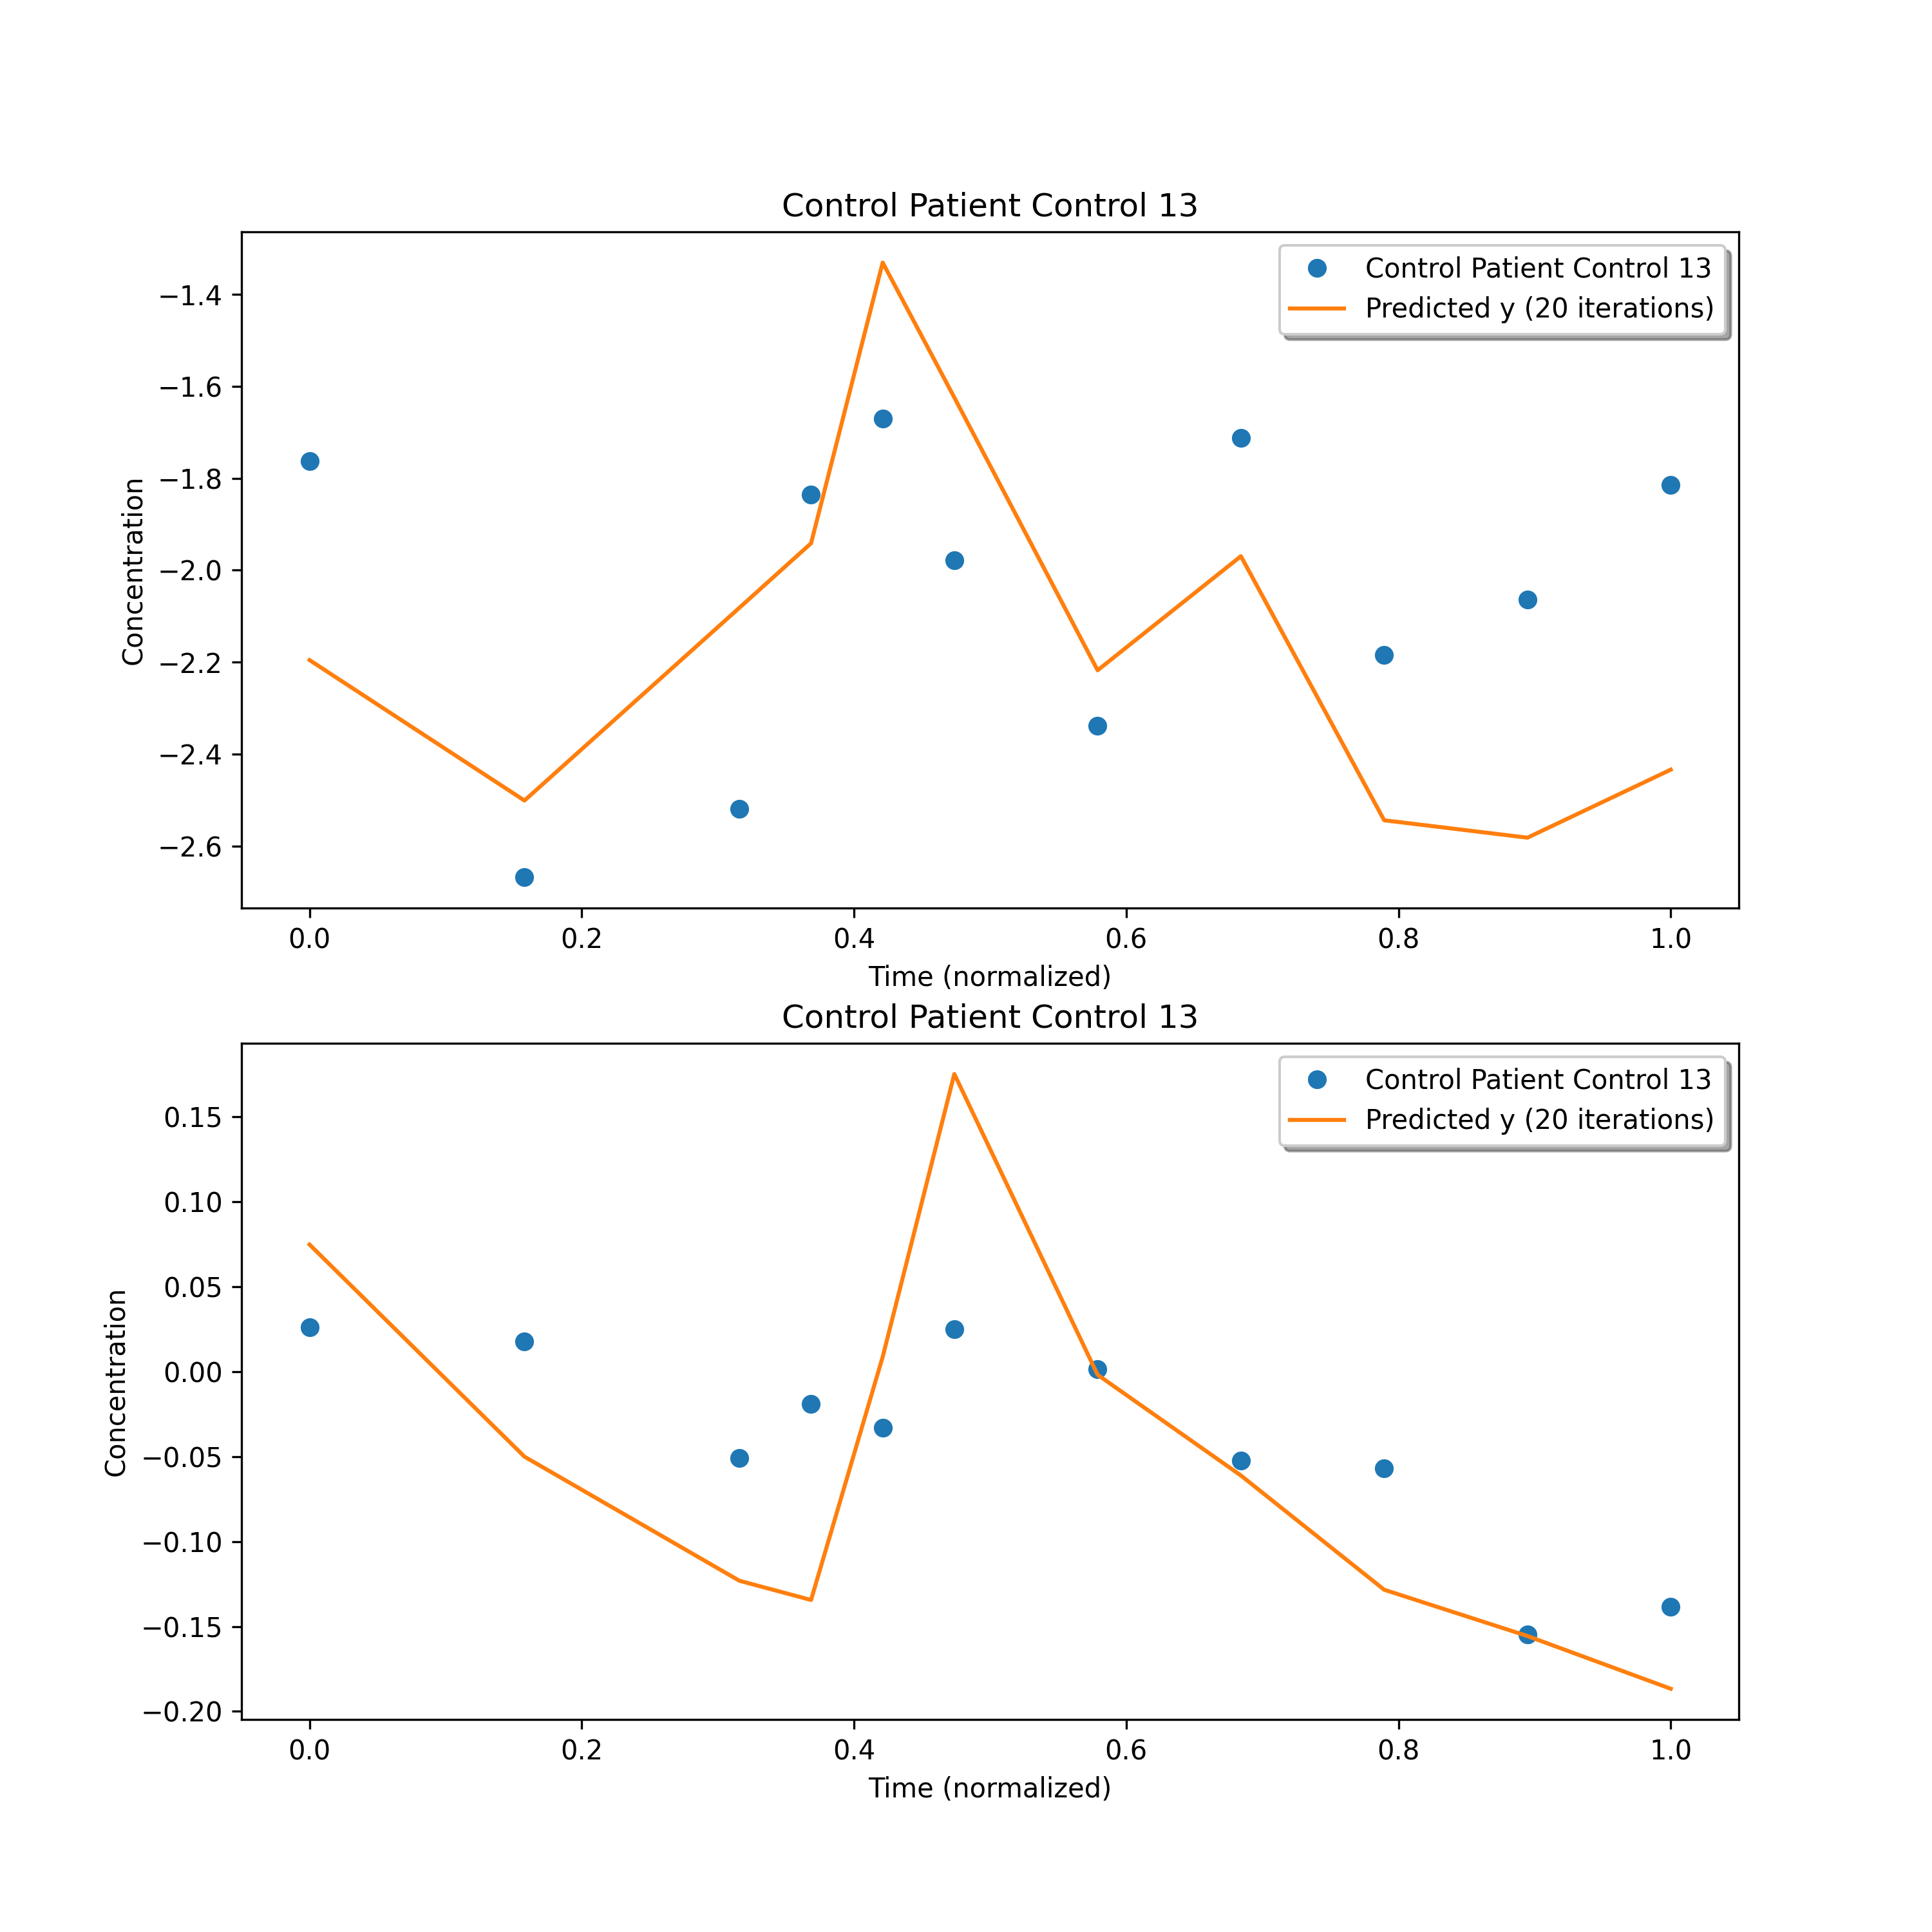 Control Patient Control 13
Control Patient Control 13
Predicted y (20 iterations)
−1.4
−1.6
−1.8
−2.0
−2.2
−2.4
−2.6
Concentration
0.0 0.2 0.4 0.6 0.8 1.0
Time (normalized)
Control Patient Control 13
Control Patient Control 13
Predicted y (20 iterations)
0.15
0.10
0.05
0.00
−0.05
−0.10
−0.15
−0.20
Concentration
0.0 0.2 0.4 0.6 0.8 1.0
Time (normalized)